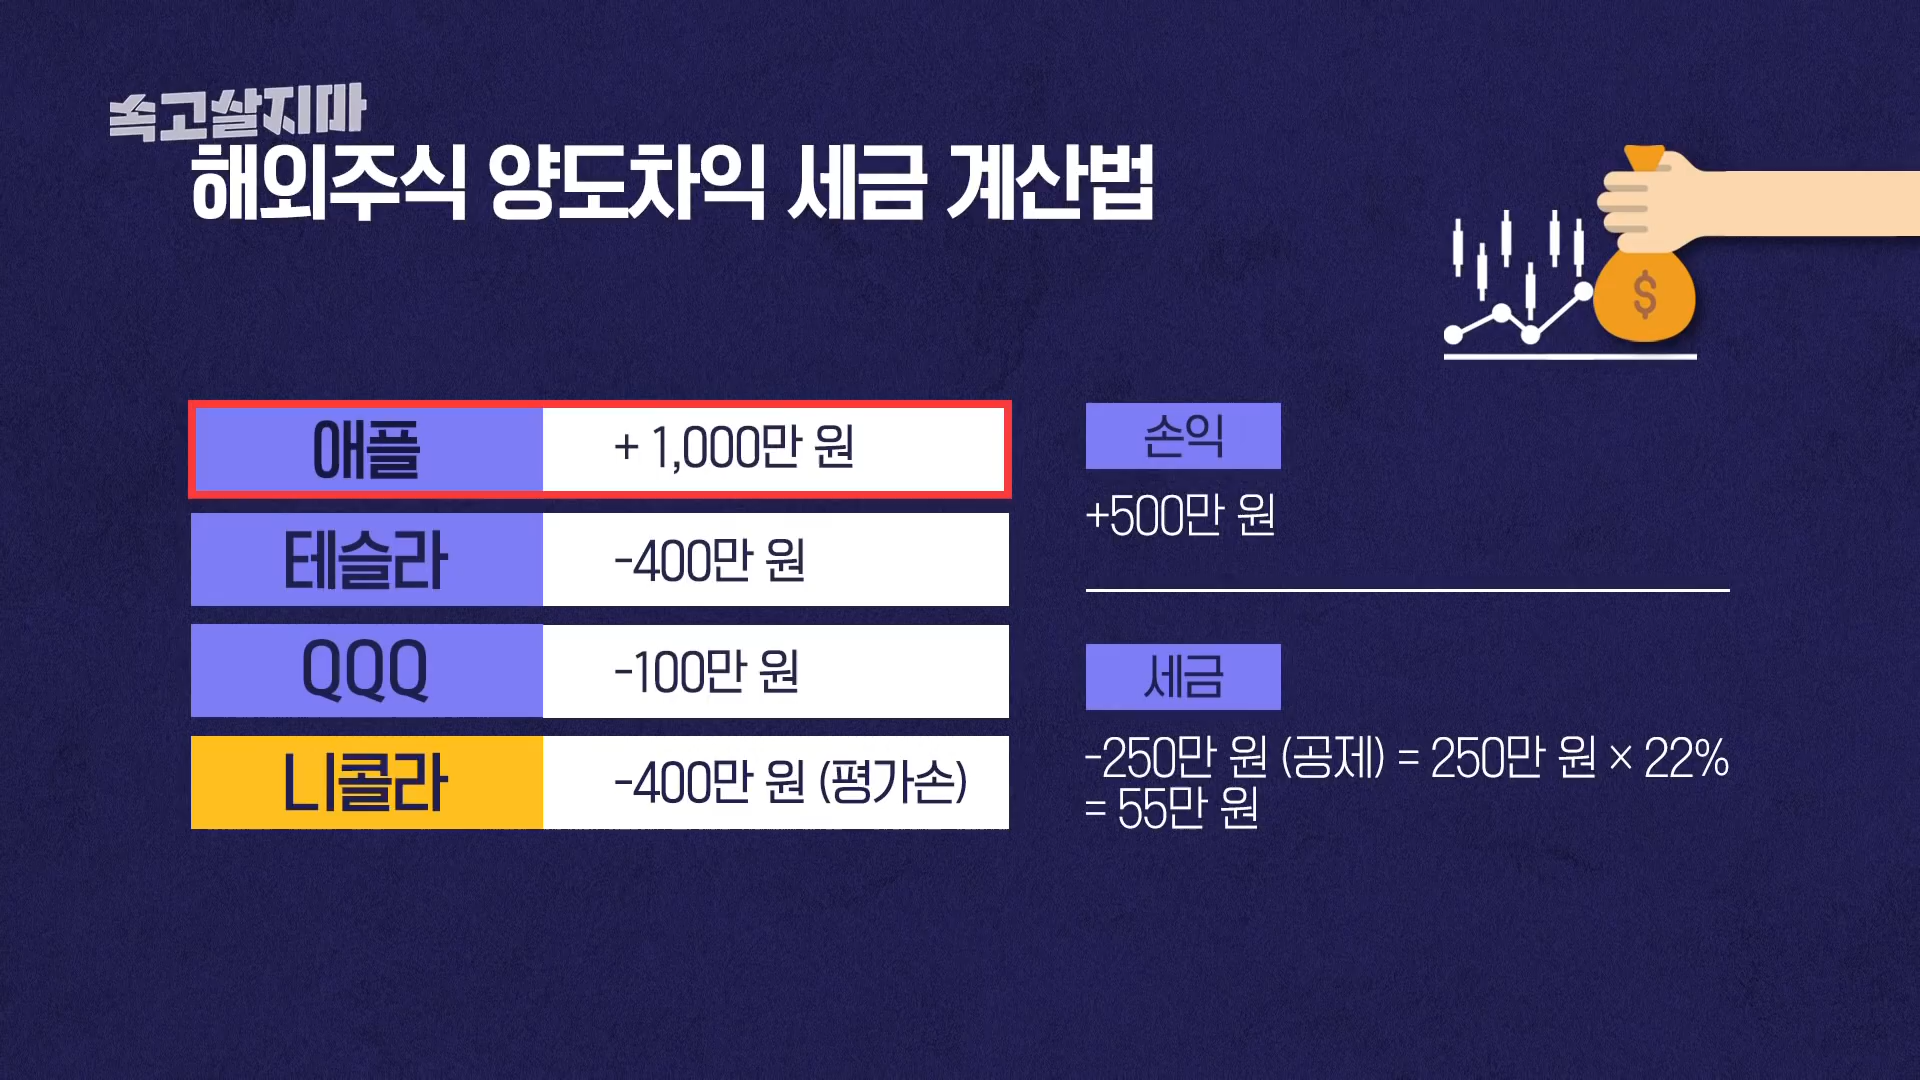 속고살지마
해외주식 양도차익 세금 계산법
$
애플 + 1,000만 원
테슬라 -400만 원
QQQ -100만 원
니콜라 -400만 원 (평가손)
손익
+500만 원
세금
-250만 원 (공제) = 250만 원 × 22%
= 55만 원